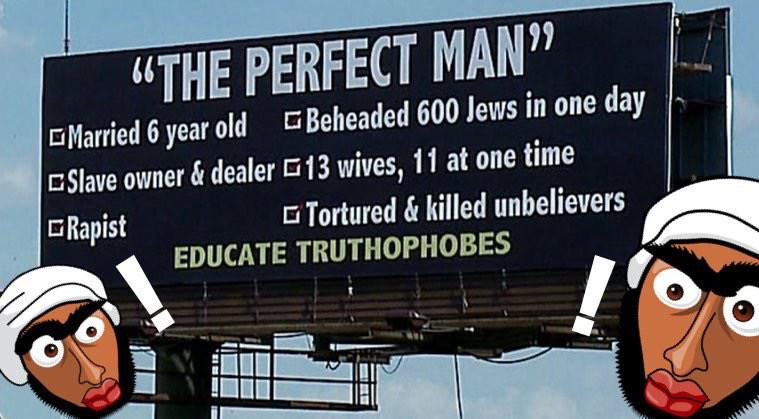 “THE PERFECT MAN”
Married 6 year old Beheaded 600 Jews in one day
Slave owner & dealer 13 wives, 11 at one time
Rapist Tortured & killed unbelievers
EDUCATE TRUTHOPHOBES
! !